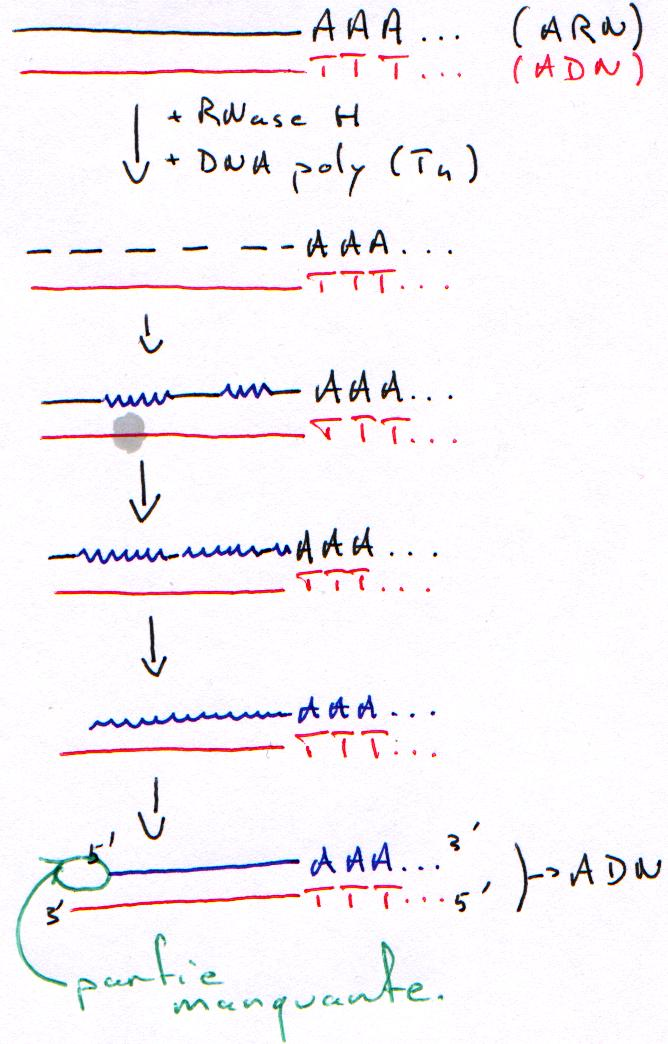 AAA... (ARN)
TTT... (ADN)
+ RNase H
+ DNA poly (T4)
AAA...
TTT...
AAA...
TTT...
AAA...
TTT...
AAA...
TTT...
5' AAA...3'
3' TTT...5' )-> ADN
partie
manquante.